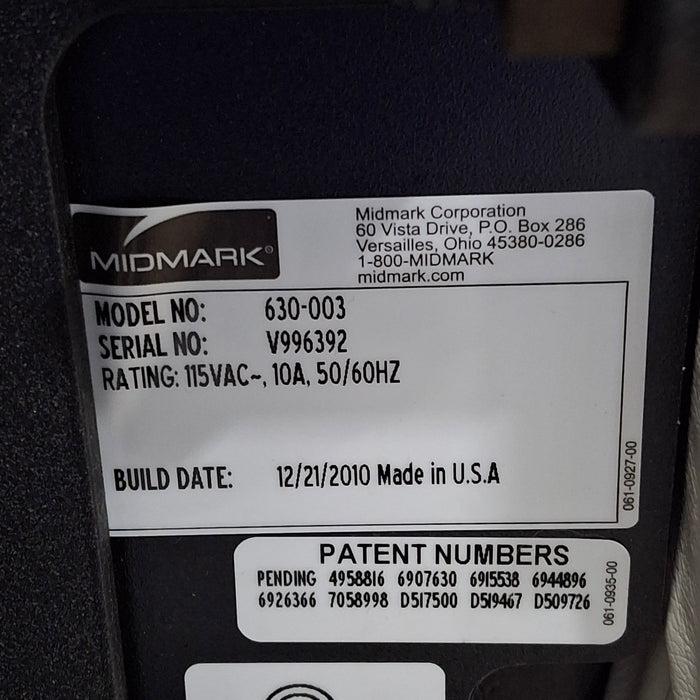 MIDMARK®
Midmark Corporation
60 Vista Drive, P.O. Box 286
Versailles, Ohio 45380-0286
1-800-MIDMARK
midmark.com
MODEL NO: 630-003
SERIAL NO: V996392
RATING: 115VAC~, 10A, 50/60HZ
BUILD DATE: 12/21/2010 Made in U.S.A
061-0927-00
PATENT NUMBERS
PENDING 4958816 6907630 6915538 6944896
6926366 7058998 D517500 D519467 D509726
061-0935-00